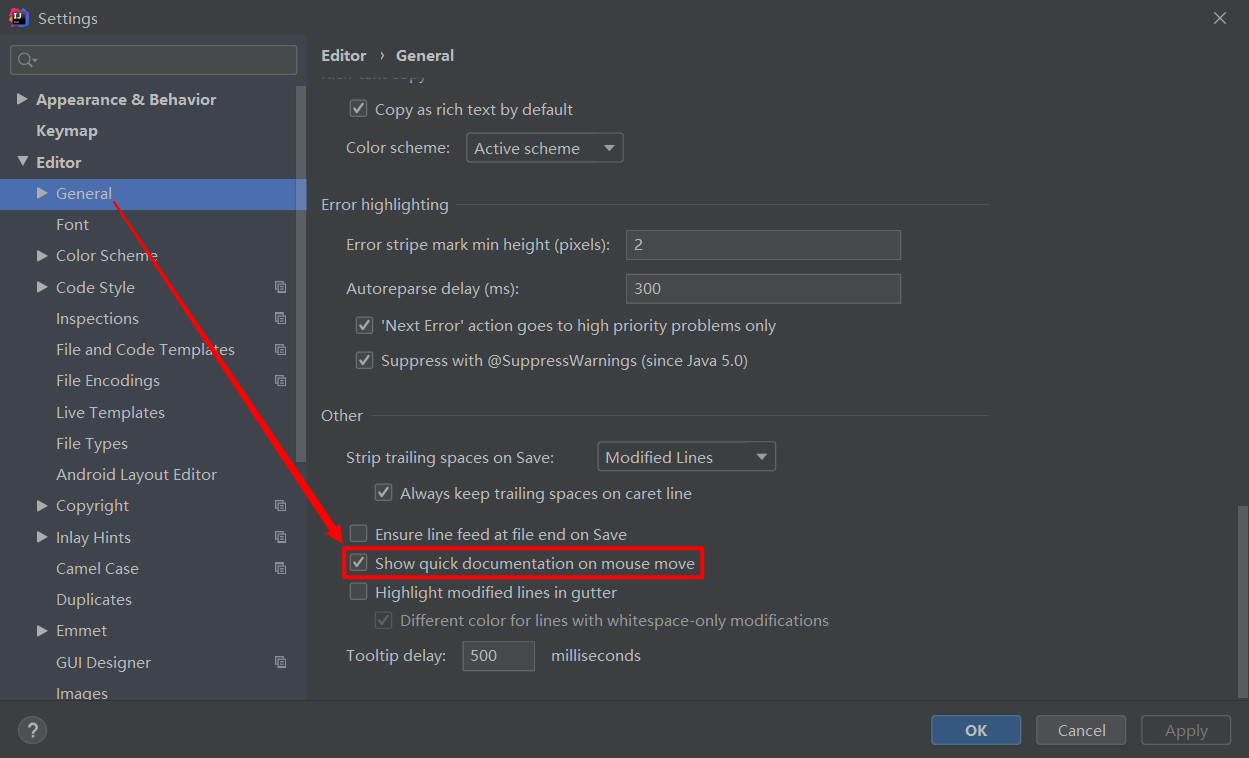 Settings
Appearance & Behavior
Keymap
Editor
General
Font
Color Scheme
Code Style
Inspections
File and Code Templates
File Encodings
Live Templates
File Types
Android Layout Editor
Copyright
Inlay Hints
Camel Case
Duplicates
Emmet
GUI Designer
Images
Editor › General
Rich text copy
Copy as rich text by default
Color scheme: Active scheme
Error highlighting
Error stripe mark min height (pixels): 2
Autoreparse delay (ms): 300
'Next Error' action goes to high priority problems only
Suppress with @SuppressWarnings (since Java 5.0)
Other
Strip trailing spaces on Save: Modified Lines
Always keep trailing spaces on caret line
Ensure line feed at file end on Save
Show quick documentation on mouse move
Highlight modified lines in gutter
Different color for lines with whitespace-only modifications
Tooltip delay: 500 milliseconds
?
OK
Cancel
Apply